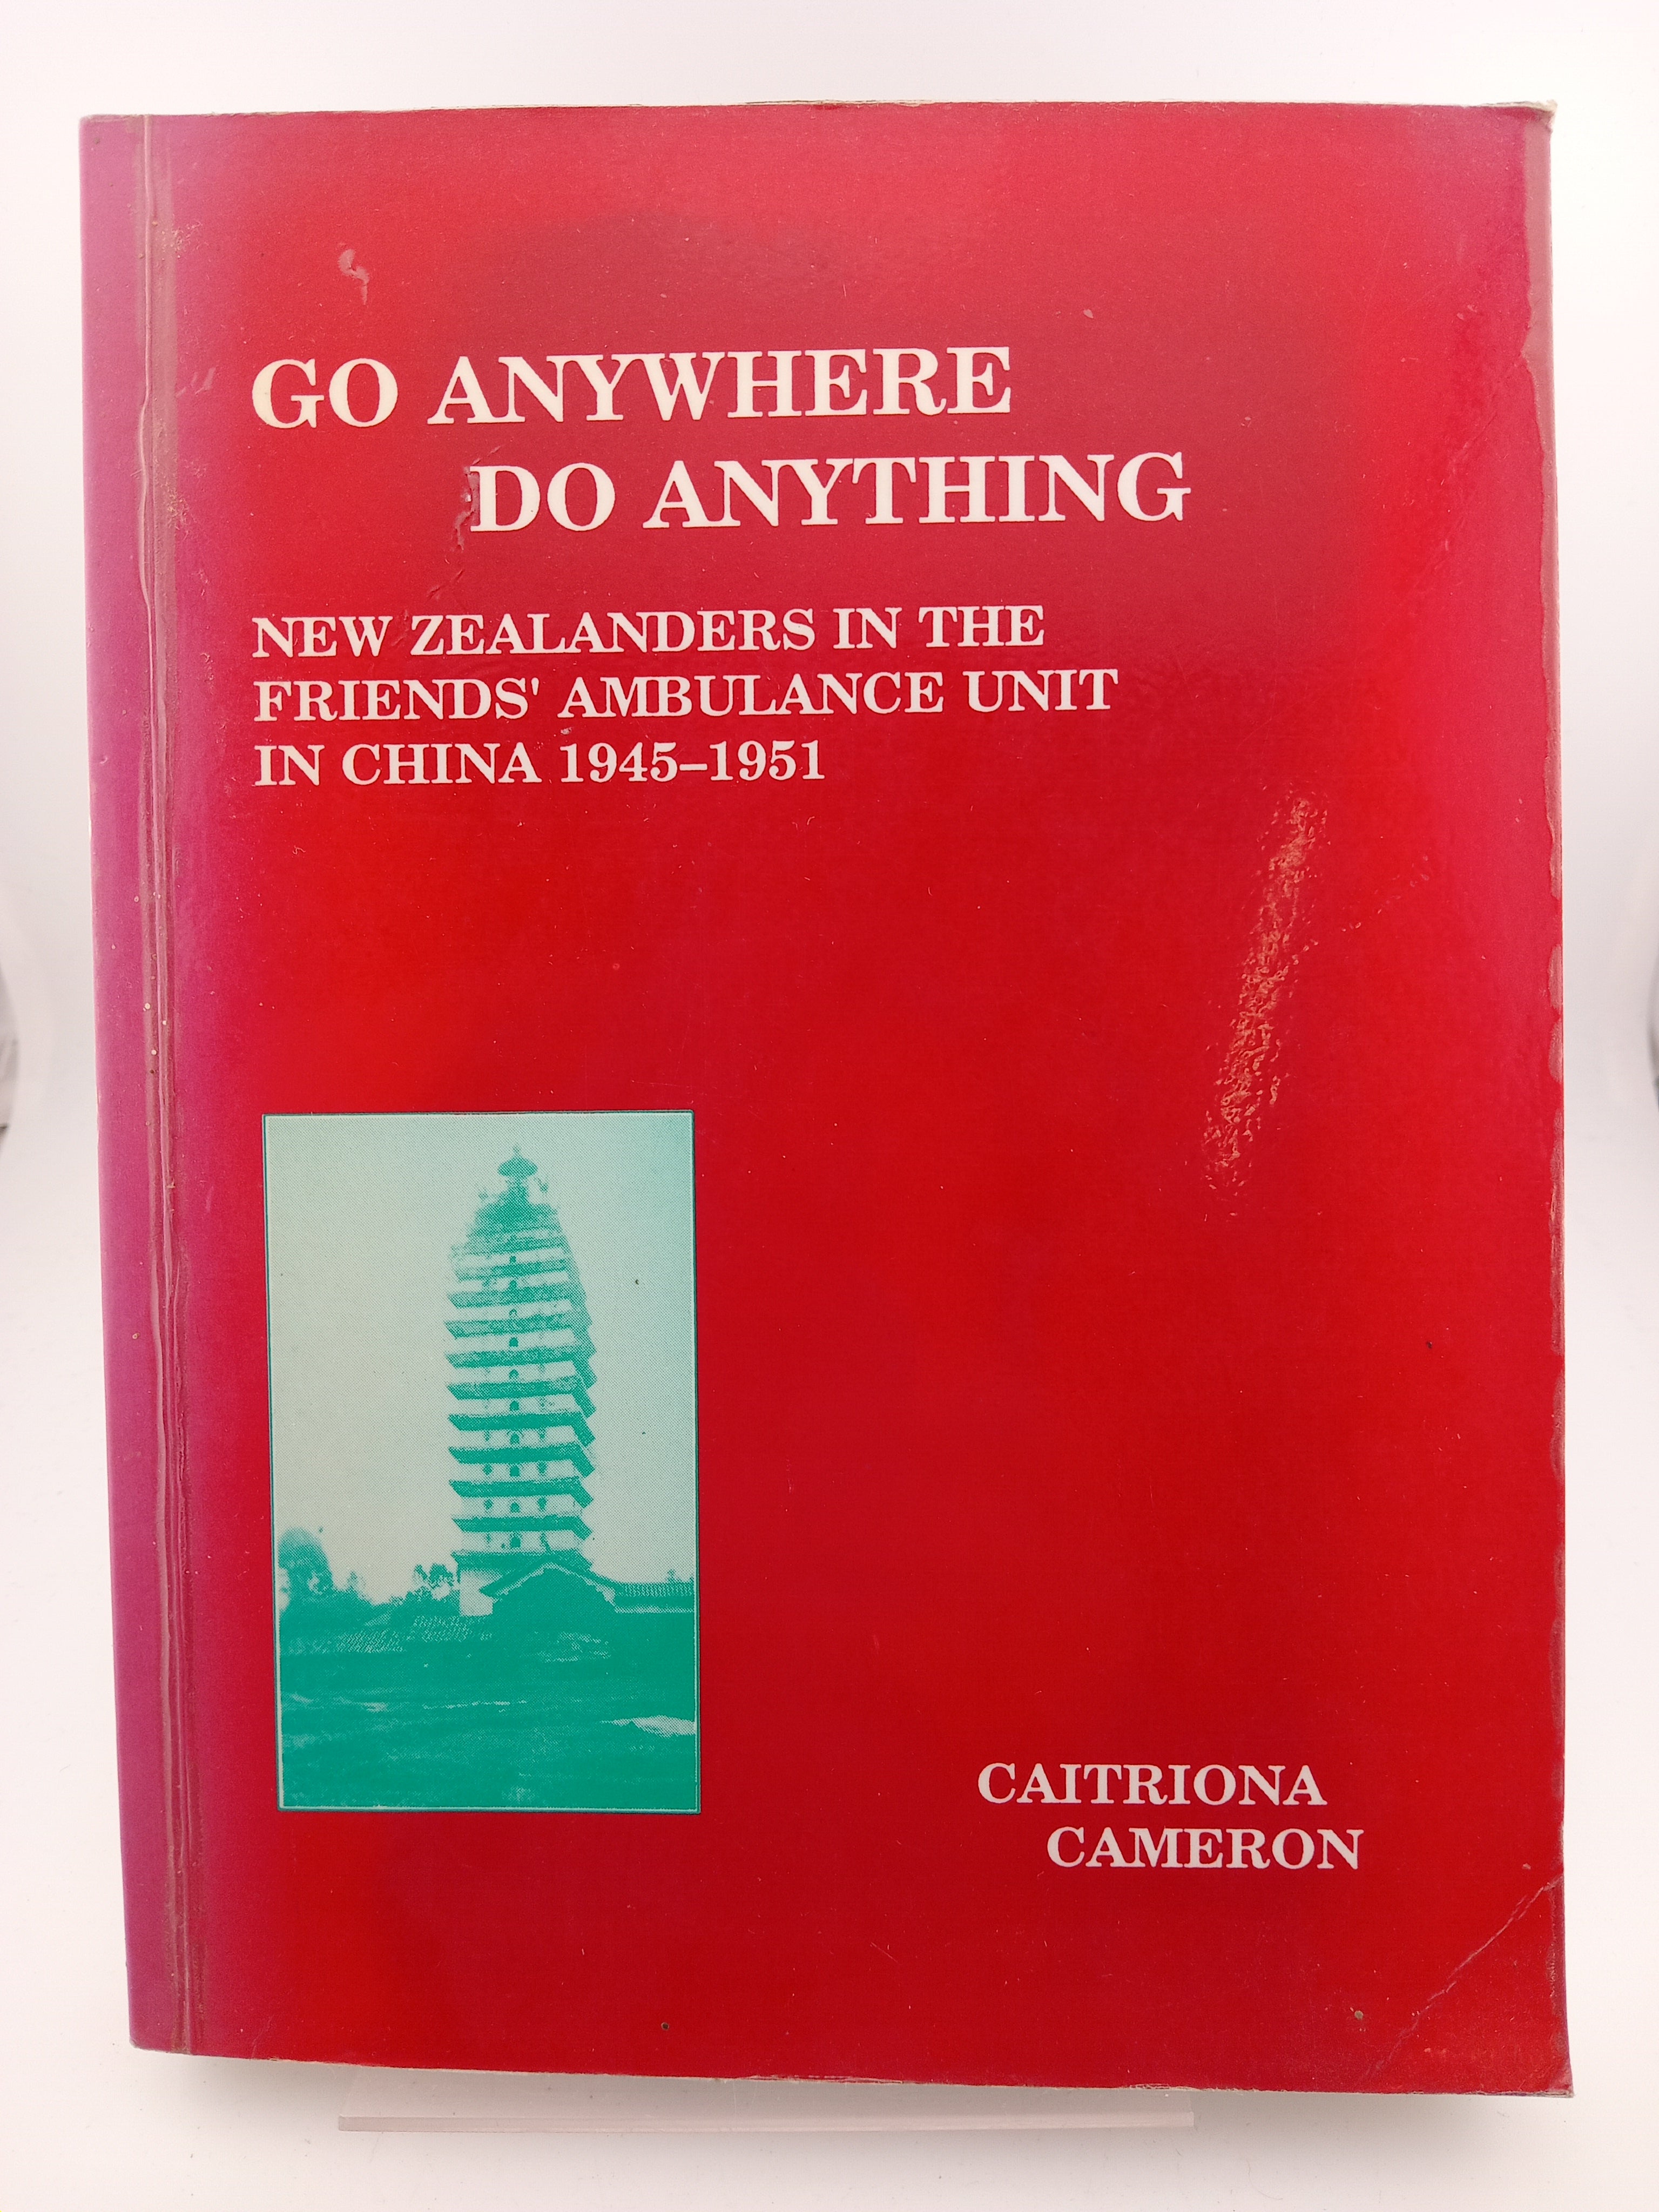 GO ANYWHERE
DO ANYTHING
NEW ZEALANDERS IN THE
FRIENDS' AMBULANCE UNIT
IN CHINA 1945–1951
CAITRIONA
CAMERON